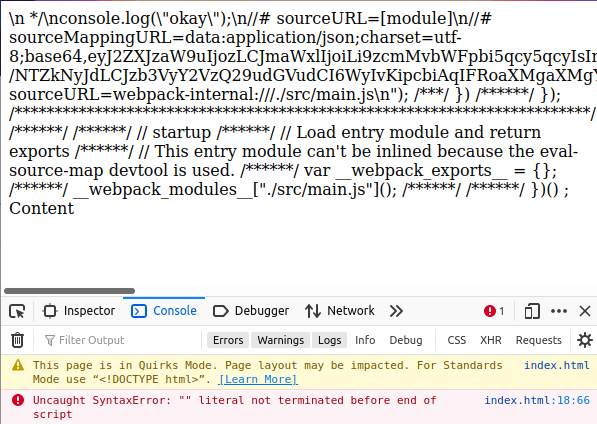 \n */\nconsole.log(\"okay\");\n//# sourceURL=[module]\n//#
sourceMappingURL=data:application/json;charset=utf-
8;base64,eyJ2ZXJzaW9uIjozLCJmaWxlIjoiLi9zcmMvbWFpbi5qcy5qcyIsIn
/NTZkNyJdLCJzb3VyY2VzQ29udGVudCI6WyIvKipcbiAqIFRoaXMgaXMgY
sourceURL=webpack-internal:///./src/main.js\n"); /***/ }) /******/ });
/************************************************************************/
/******/ /******/ // startup /******/ // Load entry module and return
exports /******/ // This entry module can't be inlined because the eval-
source-map devtool is used. /******/ var __webpack_exports__ = {};
/******/ __webpack_modules__["./src/main.js"](); /******/ /******/ })() ;
Content
Inspector Console Debugger Network 1
Filter Output Errors Warnings Logs Info Debug CSS XHR Requests
This page is in Quirks Mode. Page layout may be impacted. For Standards index.html
Mode use “<!DOCTYPE html>”. [Learn More]
Uncaught SyntaxError: "" literal not terminated before end of index.html:18:66
script